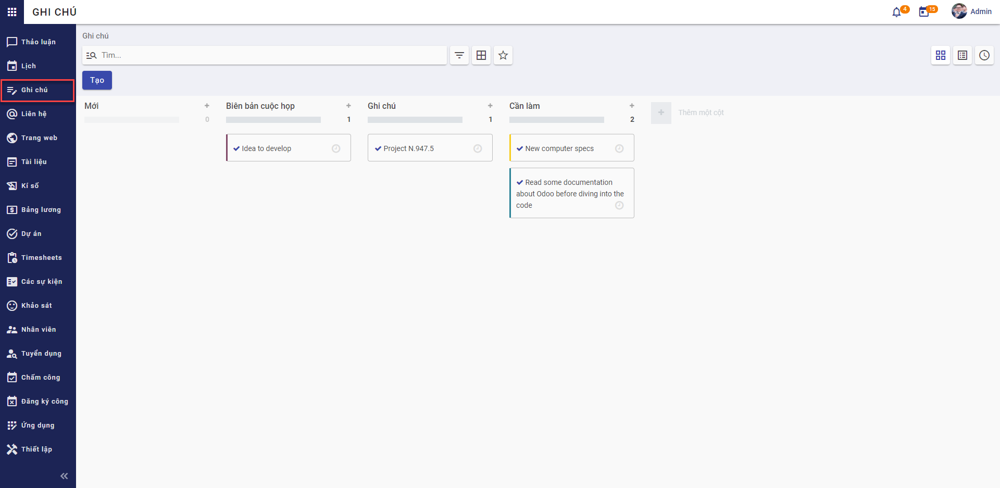 GHI CHÚ
4
15
Admin
Thảo luận
Lịch
Ghi chú
Liên hệ
Trang web
Tài liệu
Kí số
Bảng lương
Dự án
Timesheets
Các sự kiện
Khảo sát
Nhân viên
Tuyển dụng
Chấm công
Đăng ký công
Ứng dụng
Thiết lập
Ghi chú
Tìm...
Tạo
Mới
0
Biên bản cuộc họp
1
Idea to develop
Ghi chú
1
Project N.947.5
Cần làm
2
New computer specs
Read some documentation
about Odoo before diving into the
code
Thêm một cột